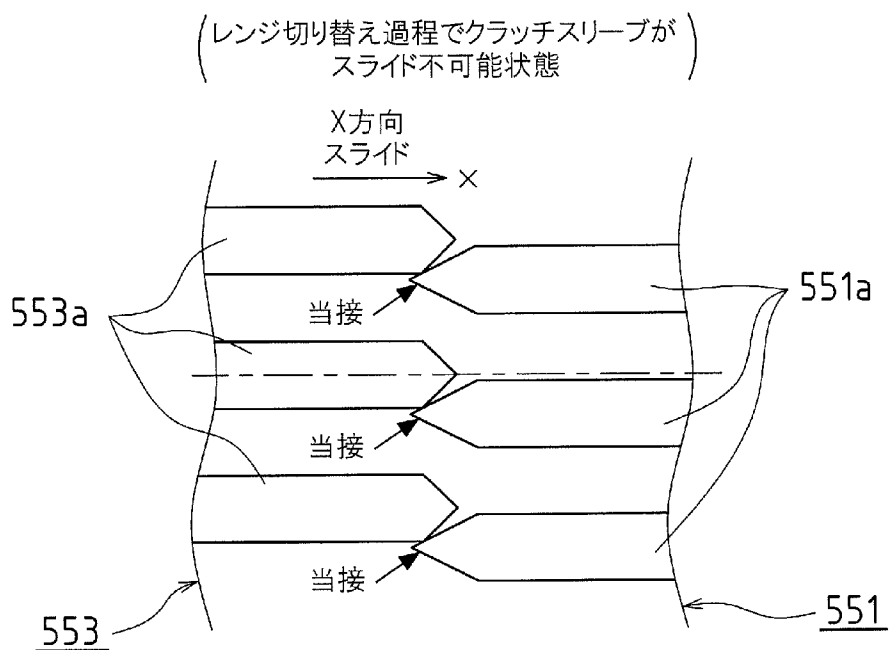 レンジ切り替え過程でクラッチスリーブが
スライド不可能状態
X方向
スライド
X
553a
551a
当接
当接
当接
553
551